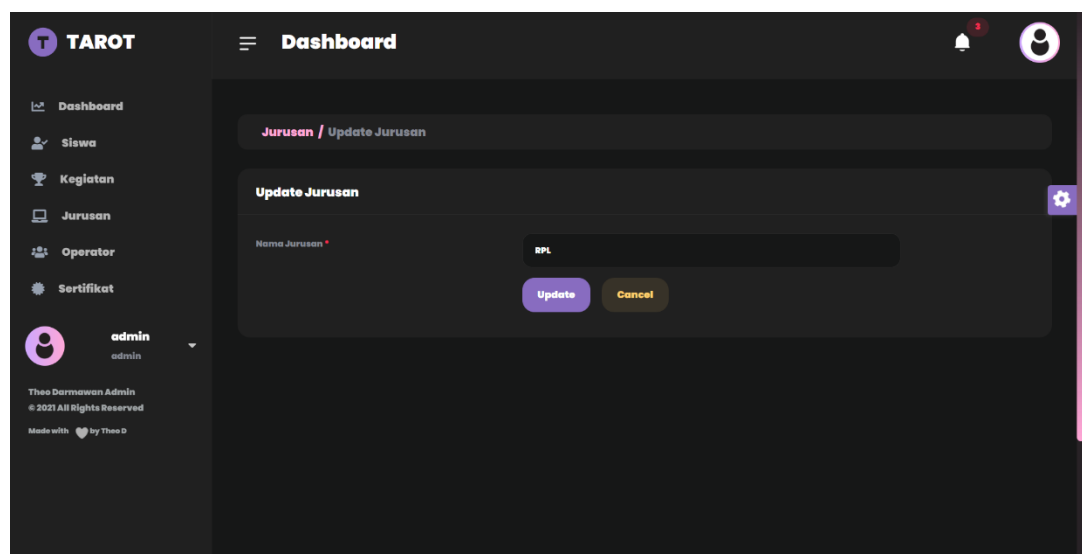 T TAROT
Dashboard
2
Dashboard
Siswa
Kegiatan
Jurusan
Operator
Sertifikat
admin
admin
Theo Darmawan Admin
© 2021 All Rights Reserved
Made with by Theo D
Jurusan / Update Jurusan
Update Jurusan
Nama Jurusan *
RPL
Update Cancel